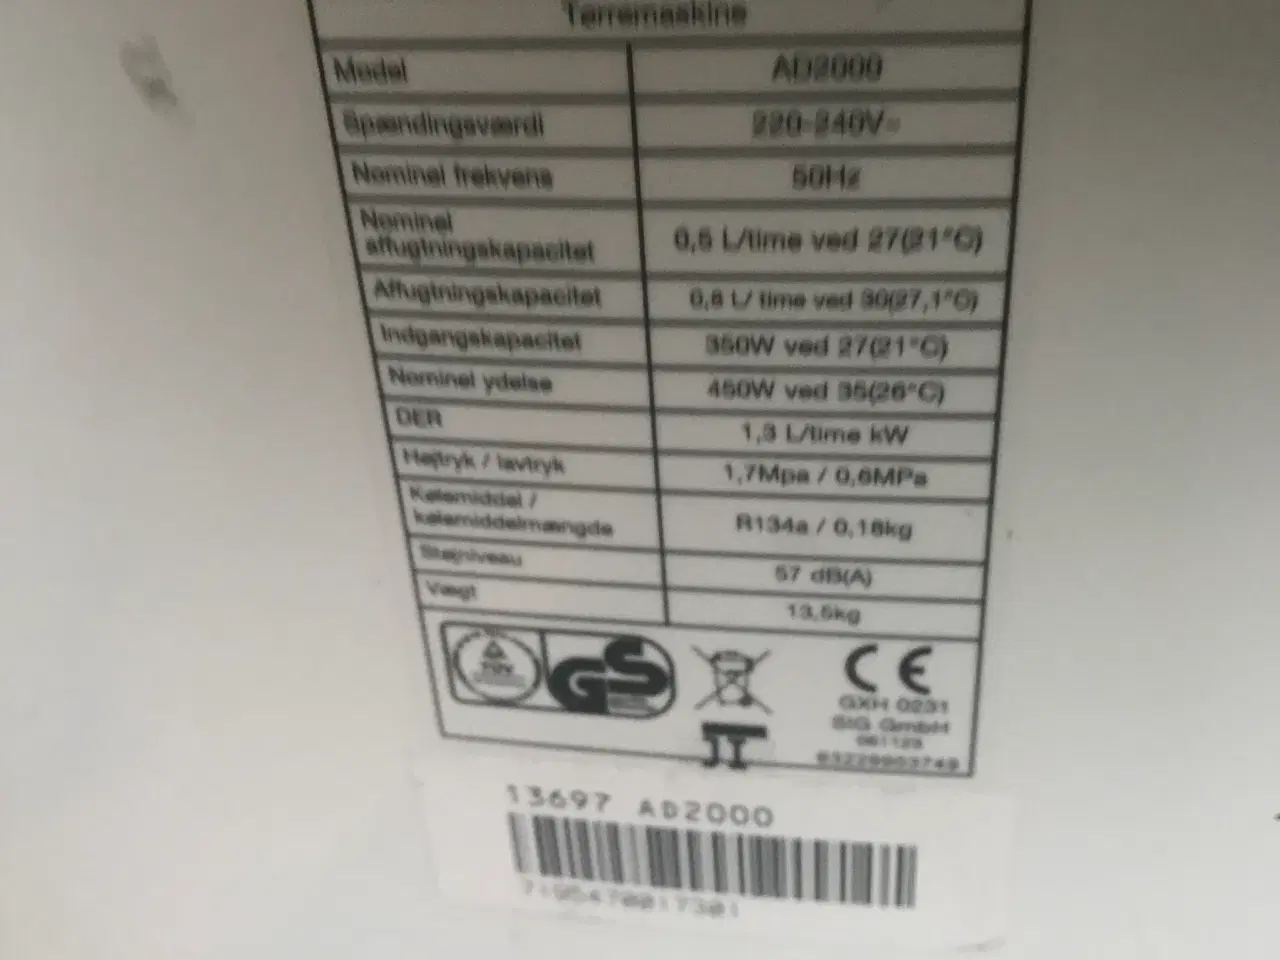 Tørremaskine
Model AD2000
Spændingsværdi 220-240V~
Nominel frekvens 50Hz
Nominel
affugtningskapacitet 0,5 L/time ved 27(21°C)
Affugtningskapacitet 0,8 L/ time ved 30(27,1°C)
Indgangskapacitet 350W ved 27(21°C)
Nominel ydelse 450W ved 35(26°C)
DER 1,3 L/time kW
Højtryk / lavtryk 1,7Mpa / 0,6MPa
Kølemiddel /
kølemiddelmængde R134a / 0,18kg
Støjniveau 57 dB(A)
Vægt 13,5kg
TÜV GS CE
GXH 0231
SIG GmbH
13697 AD2000